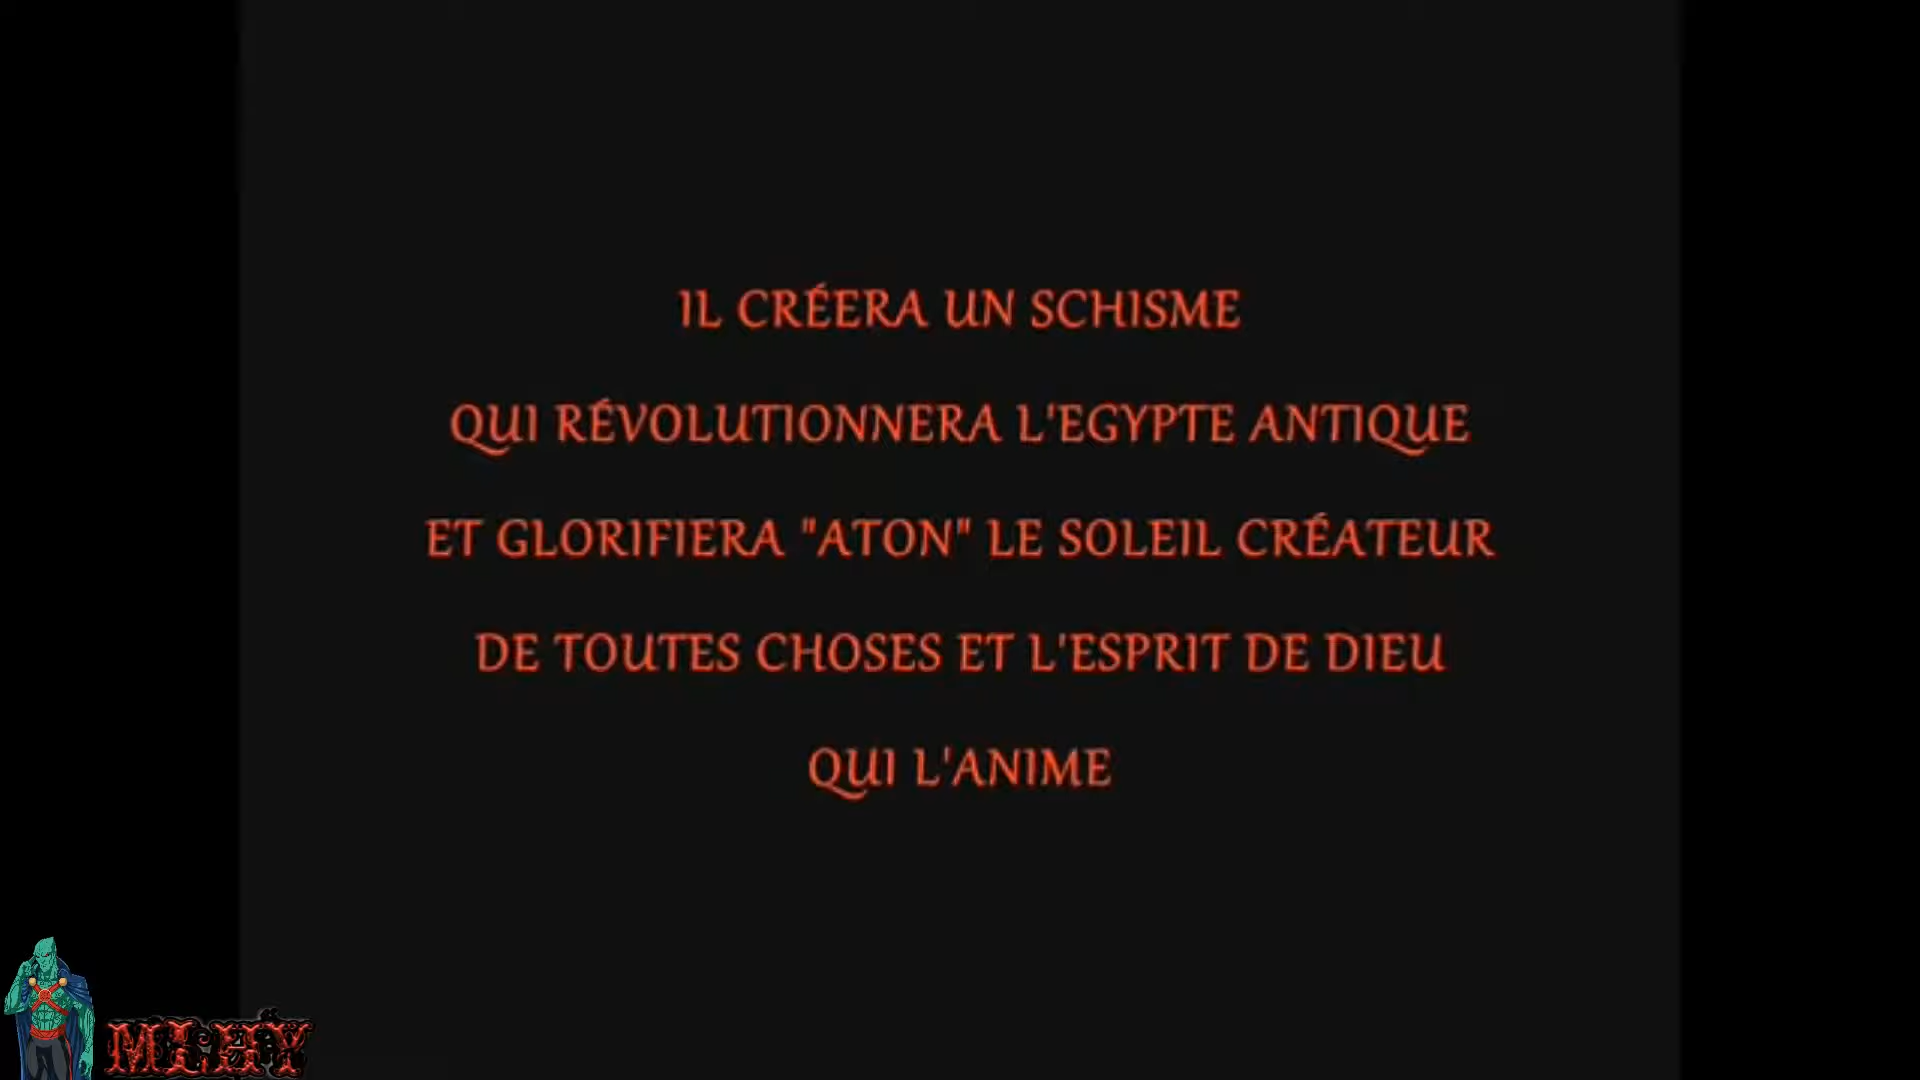 IL CRÉERA UN SCHISME
QUI RÉVOLUTIONNERA L'EGYPTE ANTIQUE
ET GLORIFIERA "ATON" LE SOLEIL CRÉATEUR
DE TOUTES CHOSES ET L'ESPRIT DE DIEU
QUI L'ANIME